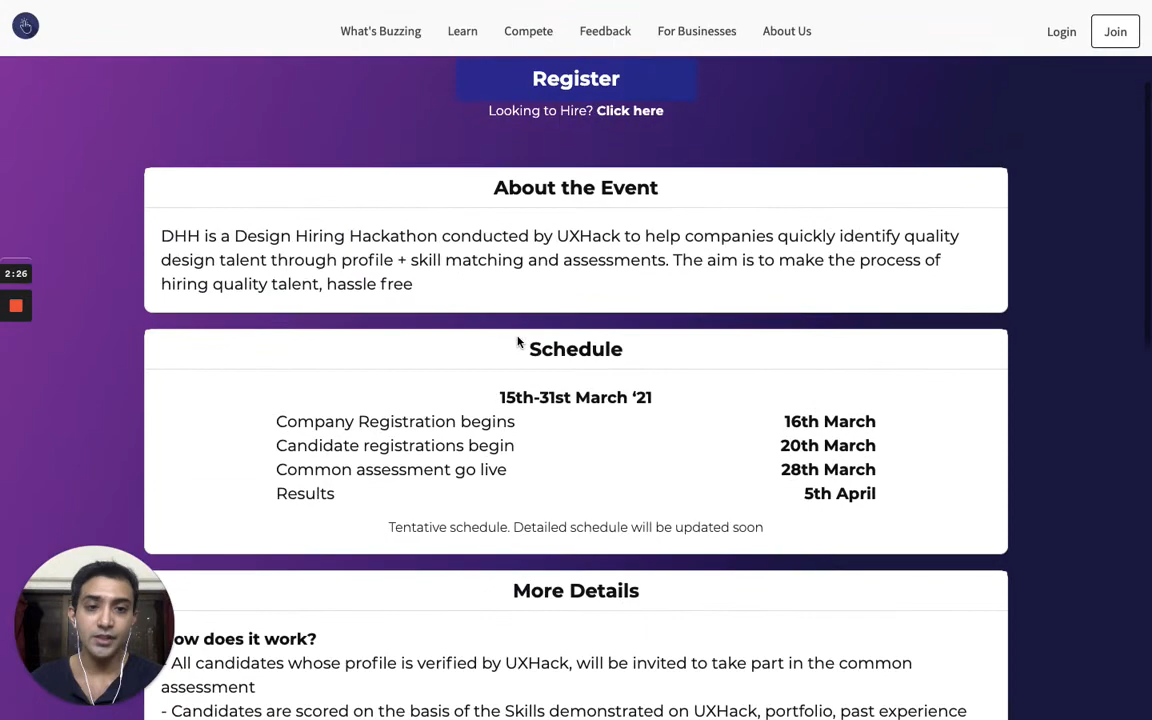 What's Buzzing Learn Compete Feedback For Businesses About Us Login Join
Register
Looking to Hire? Click here
About the Event
DHH is a Design Hiring Hackathon conducted by UXHack to help companies quickly identify quality
design talent through profile + skill matching and assessments. The aim is to make the process of
hiring quality talent, hassle free
2:26
Schedule
15th-31st March ‘21
Company Registration begins 16th March
Candidate registrations begin 20th March
Common assessment go live 28th March
Results 5th April
Tentative schedule. Detailed schedule will be updated soon
More Details
ow does it work?
- All candidates whose profile is verified by UXHack, will be invited to take part in the common
assessment
- Candidates are scored on the basis of the Skills demonstrated on UXHack, portfolio, past experience